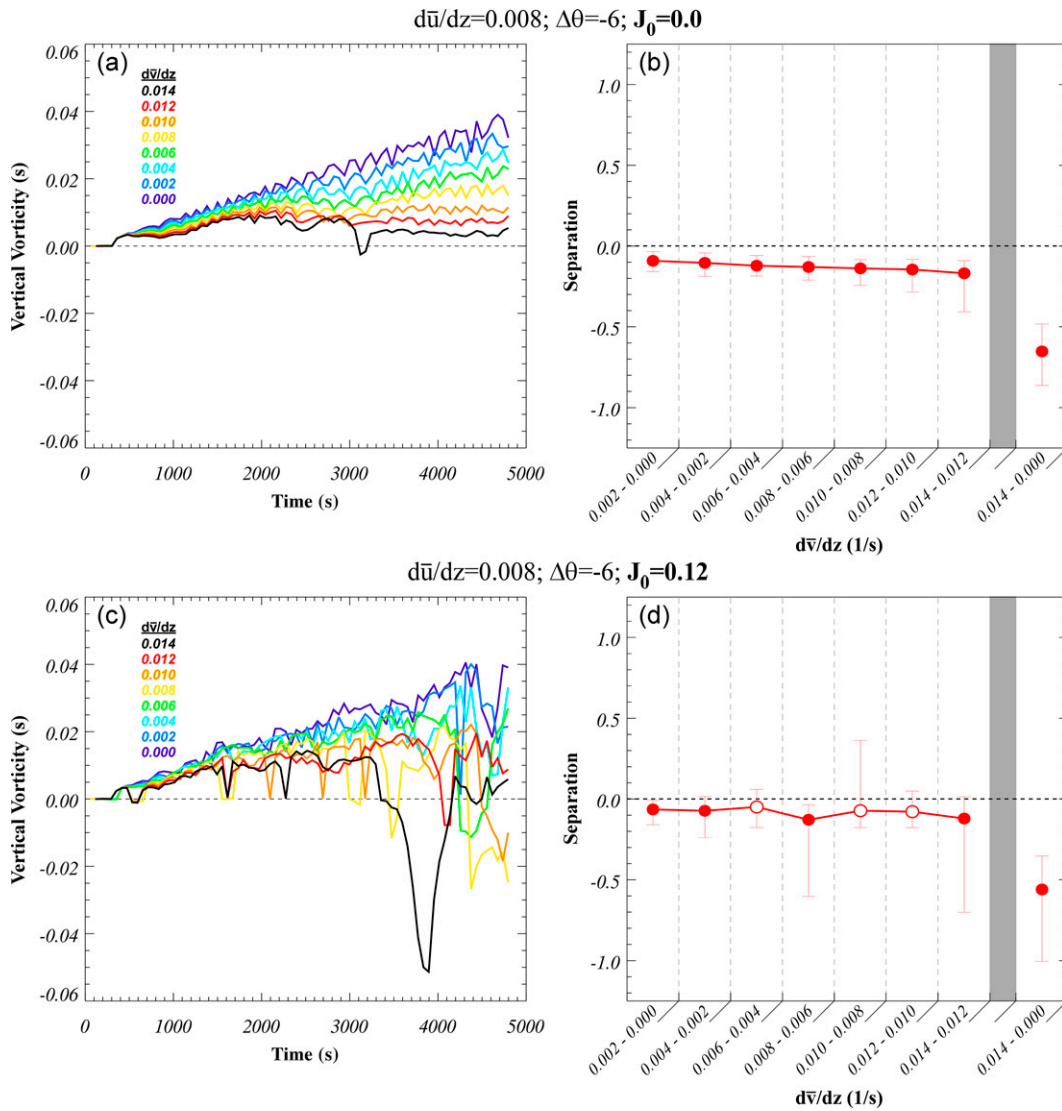 dū/dz=0.008; Δθ=-6; J₀=0.0
(a)
dv̄/dz
0.014
0.012
0.010
0.008
0.006
0.004
0.002
0.000
0.06
0.04
0.02
0.00
-0.02
-0.04
-0.06
Vertical Vorticity (s)
0 1000 2000 3000 4000 5000
Time (s)
(b)
1.0
0.5
0.0
-0.5
-1.0
Separation
0.002 - 0.000
0.004 - 0.002
0.006 - 0.004
0.008 - 0.006
0.010 - 0.008
0.012 - 0.010
0.014 - 0.012
0.014 - 0.000
dv̄/dz (1/s)
dū/dz=0.008; Δθ=-6; J₀=0.12
(c)
dv̄/dz
0.014
0.012
0.010
0.008
0.006
0.004
0.002
0.000
0.06
0.04
0.02
0.00
-0.02
-0.04
-0.06
Vertical Vorticity (s)
0 1000 2000 3000 4000 5000
Time (s)
(d)
1.0
0.5
0.0
-0.5
-1.0
Separation
0.002 - 0.000
0.004 - 0.002
0.006 - 0.004
0.008 - 0.006
0.010 - 0.008
0.012 - 0.010
0.014 - 0.012
0.014 - 0.000
dv̄/dz (1/s)